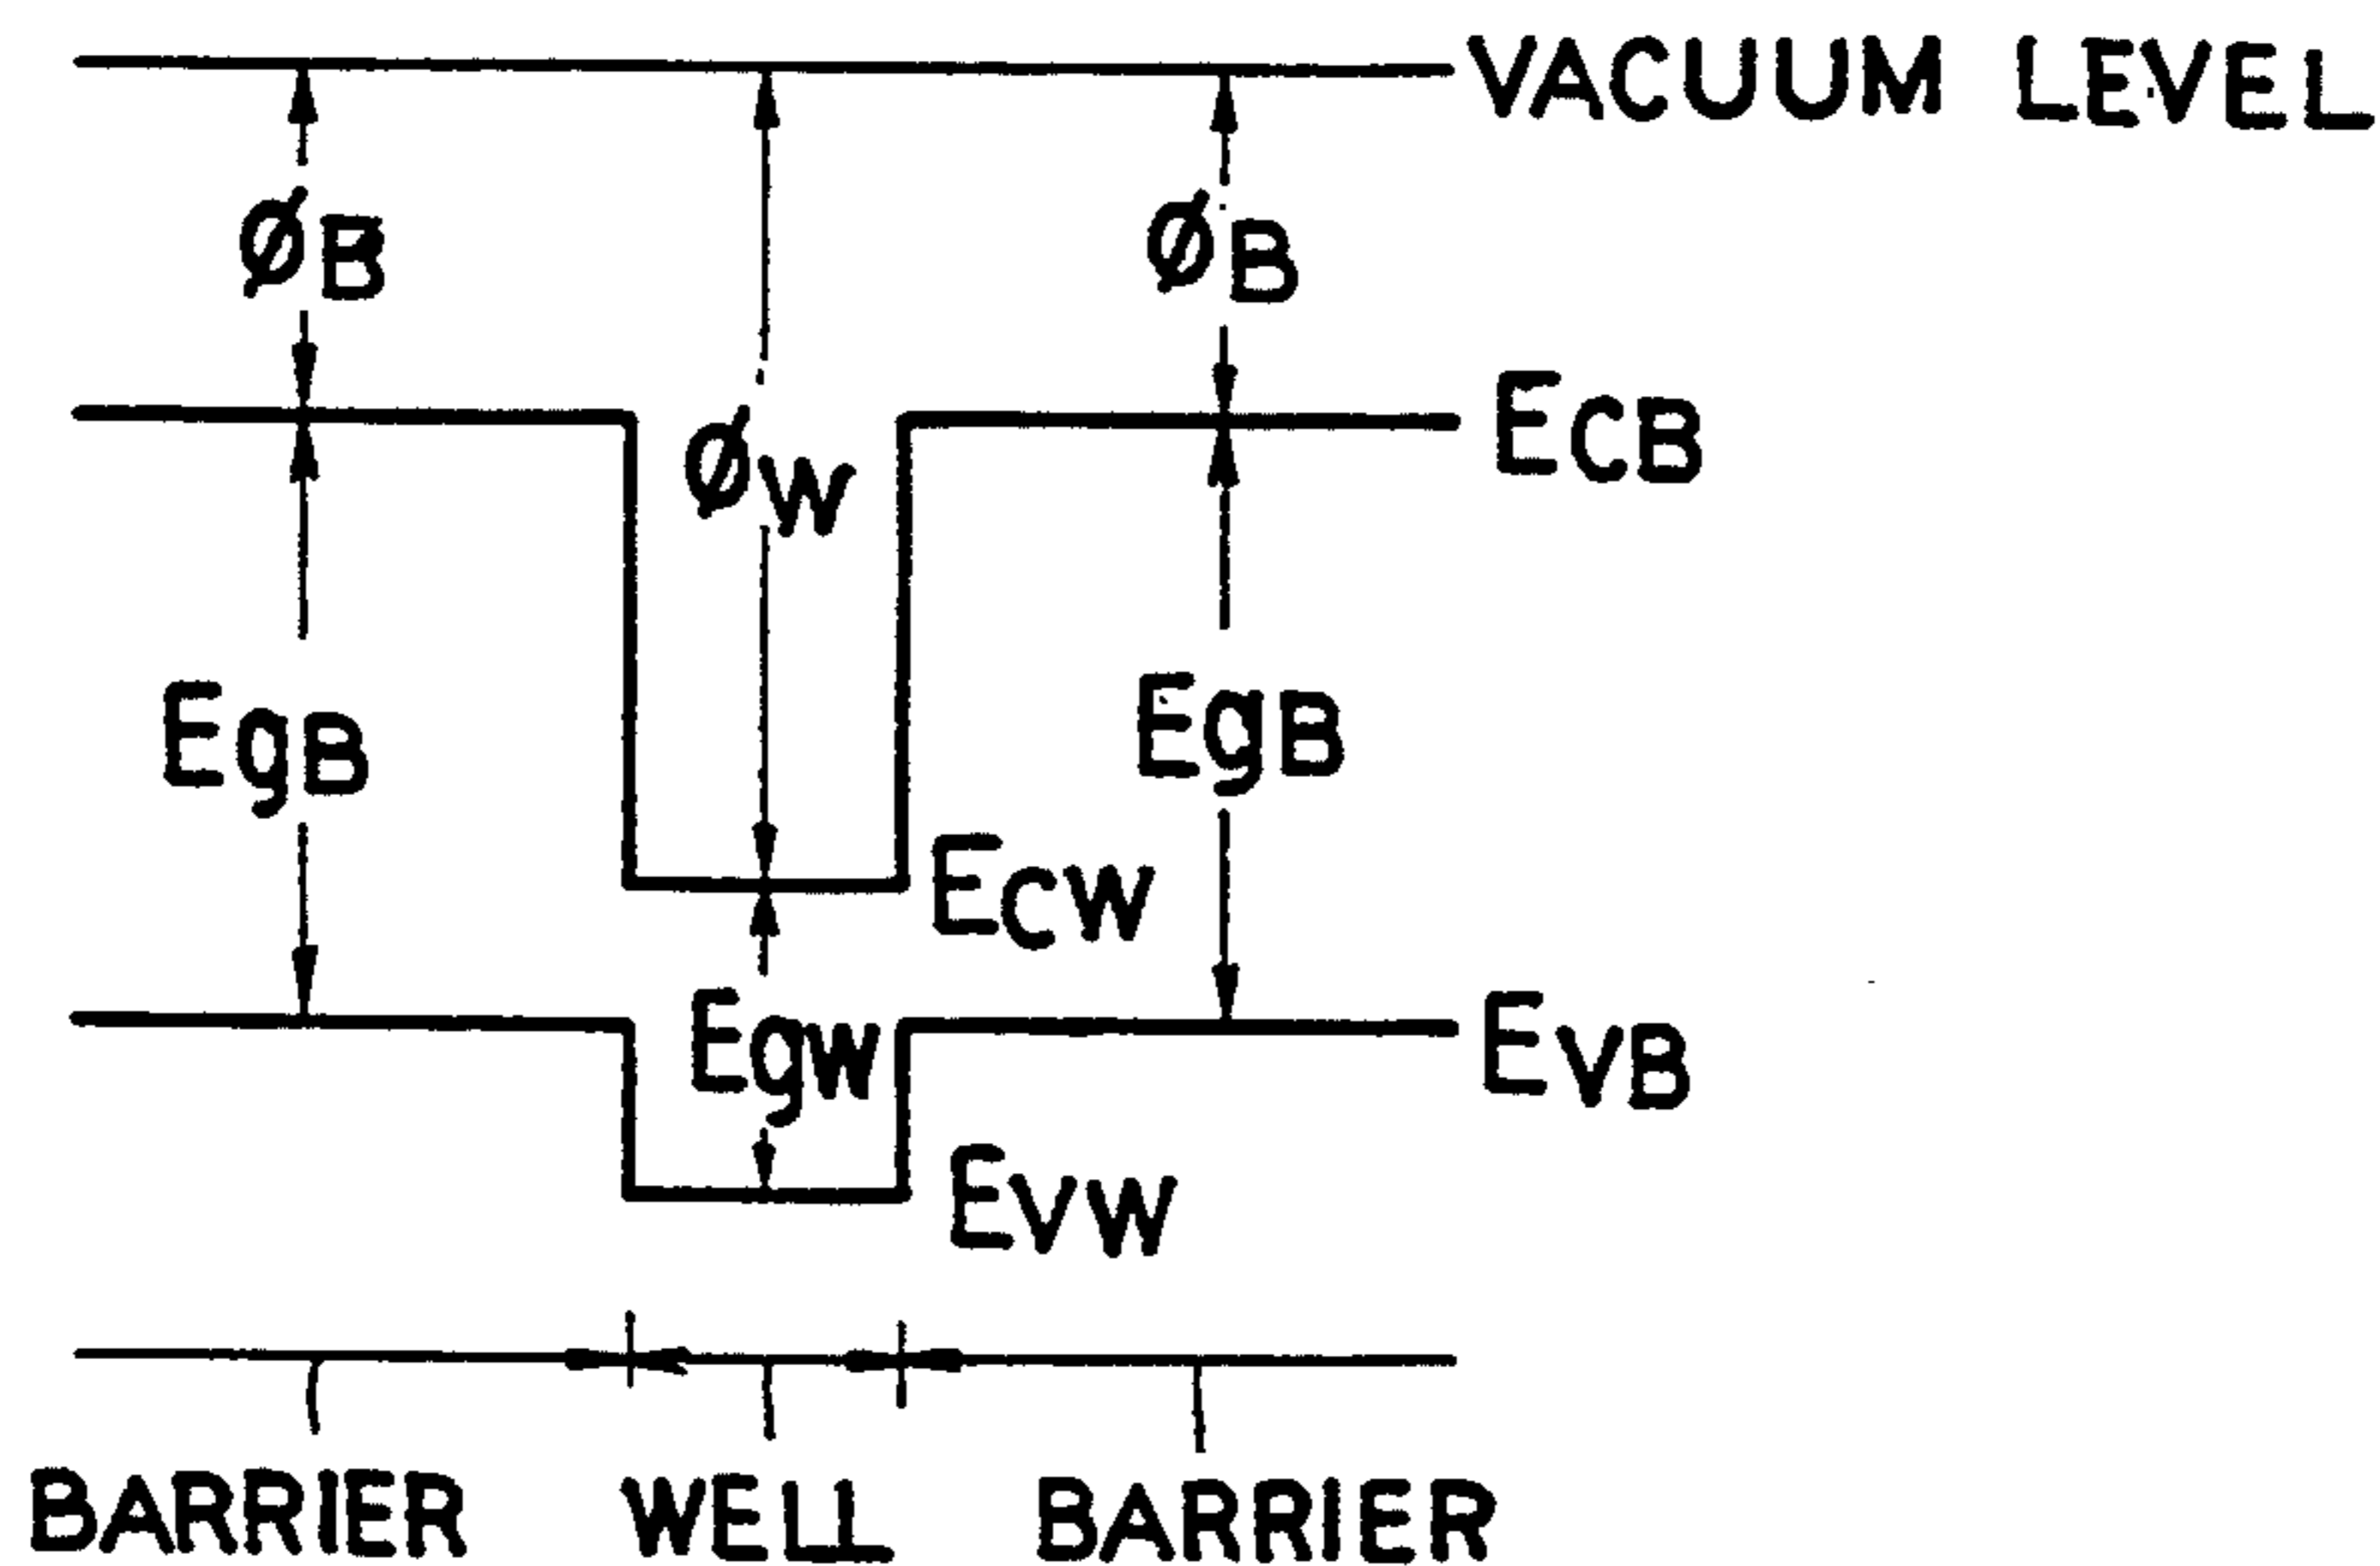 VACUUM LEVEL
øB
øB
øW
ECB
EgB
EgB
ECW
EgW
EVB
EVW
BARRIER WELL BARRIER